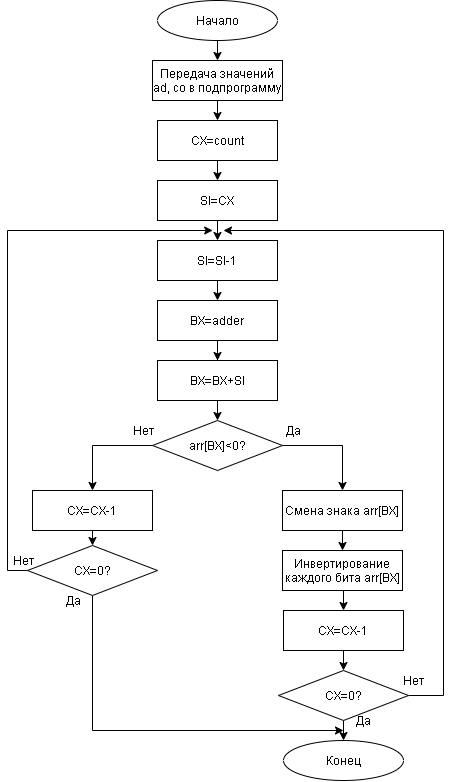 Начало
Передача значений
ad, co в подпрограмму
CX=count
SI=CX
SI=SI-1
BX=adder
BX=BX+SI
Нет
arr[BX]<0?
Да
CX=CX-1
Смена знака arr[BX]
Нет
CX=0?
Да
Инвертирование
каждого бита arr[BX]
CX=CX-1
CX=0?
Нет
Да
Конец